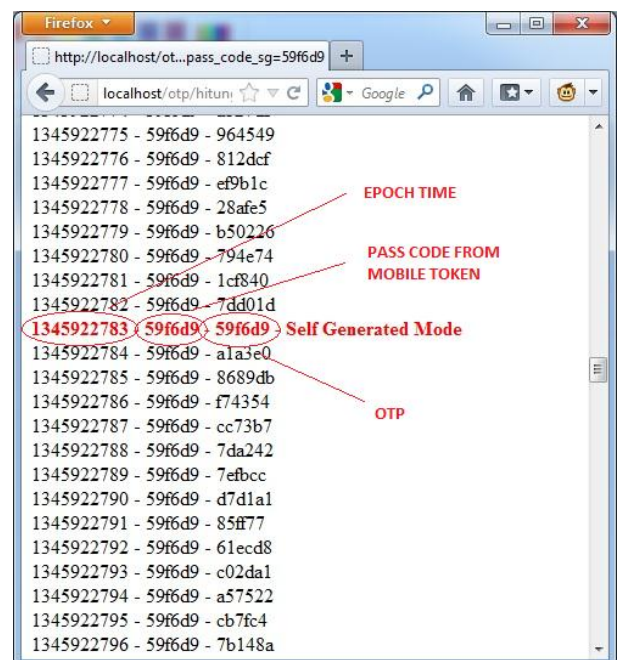 Firefox
http://localhost/ot...pass_code_sg=59f6d9
localhost/otp/hitung
Google
1345922775 - 59f6d9 - 964549
1345922776 - 59f6d9 - 812dcf
1345922777 - 59f6d9 - ef9b1c
EPOCH TIME
1345922778 - 59f6d9 - 28afe5
1345922779 - 59f6d9 - b50226
1345922780 - 59f6d9 - 794e74
PASS CODE FROM
MOBILE TOKEN
1345922781 - 59f6d9 - 1cf840
1345922782 - 59f6d9 - 7dd01d
1345922783 - 59f6d9 - 59f6d9 - Self Generated Mode
1345922784 - 59f6d9 - a1a3e0
1345922785 - 59f6d9 - 8689db
1345922786 - 59f6d9 - f74354
OTP
1345922787 - 59f6d9 - cc73b7
1345922788 - 59f6d9 - 7da242
1345922789 - 59f6d9 - 7efbcc
1345922790 - 59f6d9 - d7d1a1
1345922791 - 59f6d9 - 85ff77
1345922792 - 59f6d9 - 61ecd8
1345922793 - 59f6d9 - c02da1
1345922794 - 59f6d9 - a57522
1345922795 - 59f6d9 - cb7fc4
1345922796 - 59f6d9 - 7b148a